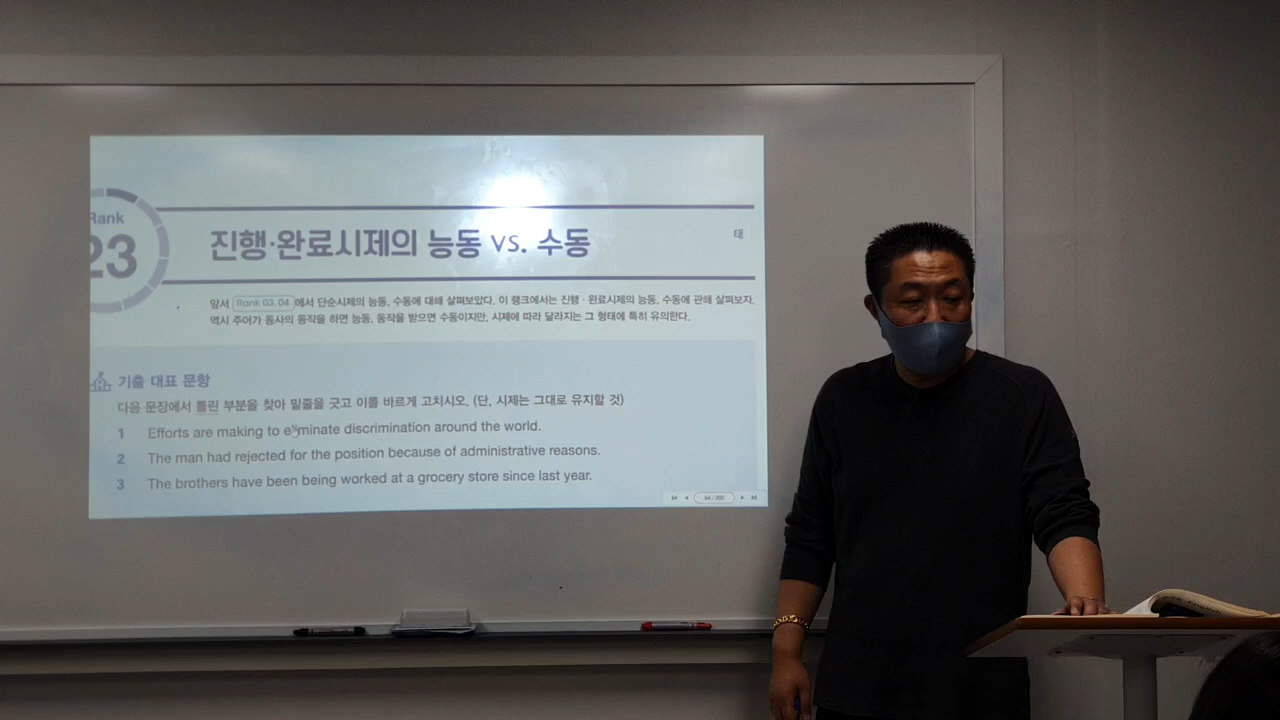 Rank
23
진행·완료시제의 능동 vs. 수동
태
앞서 Rank 03. 04 에서 단순시제의 능동, 수동에 대해 살펴보았다. 이 랭크에서는 진행·완료시제의 능동, 수동에 관해 살펴보자.
역시 주어가 동사의 동작을 하면 능동, 동작을 받으면 수동이지만, 시제에 따라 달라지는 그 형태에 특히 유의한다.
기출 대표 문항
다음 문장에서 틀린 부분을 찾아 밑줄을 긋고 이를 바르게 고치시오. (단, 시제는 그대로 유지할 것)
1 Efforts are making to eliminate discrimination around the world.
2 The man had rejected for the position because of administrative reasons.
3 The brothers have been being worked at a grocery store since last year.